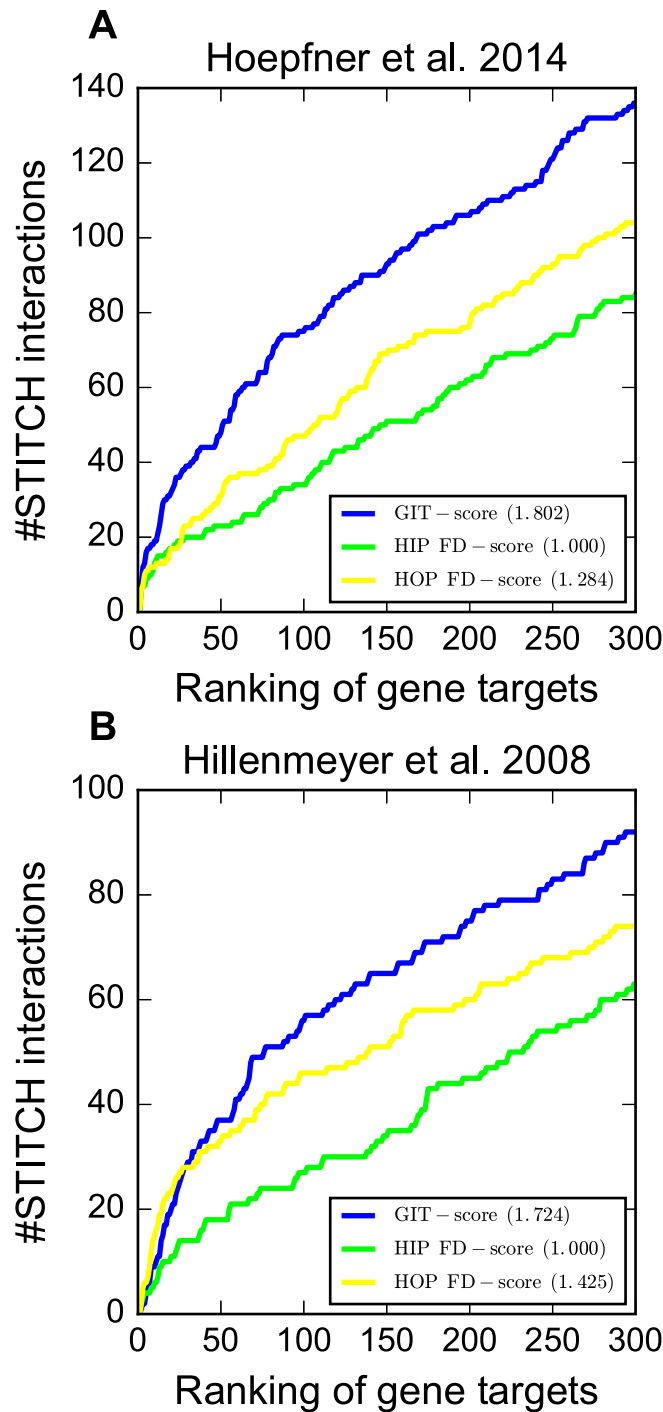 A
Hoepfner et al. 2014
140
120
100
80
60
40
20
0
#STITCH interactions
GIT − score (1.802)
HIP FD − score (1.000)
HOP FD − score (1.284)
0 50 100 150 200 250 300
Ranking of gene targets
B
Hillenmeyer et al. 2008
100
80
60
40
20
0
#STITCH interactions
GIT − score (1.724)
HIP FD − score (1.000)
HOP FD − score (1.425)
0 50 100 150 200 250 300
Ranking of gene targets